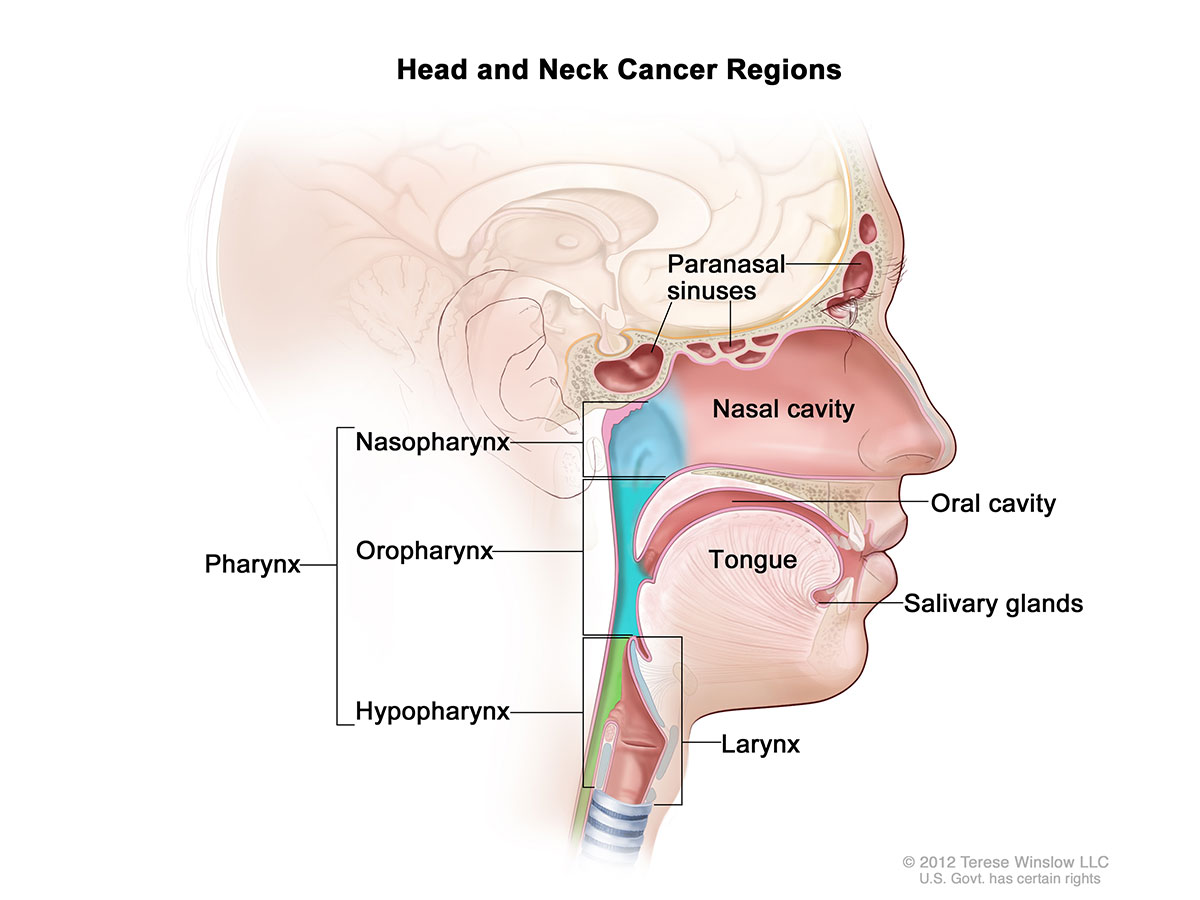 Head and Neck Cancer Regions
Paranasal
sinuses
Nasal cavity
Nasopharynx
Oral cavity
Oropharynx
Tongue
Pharynx
Salivary glands
Hypopharynx
Larynx
© 2012 Terese Winslow LLC
U.S. Govt. has certain rights